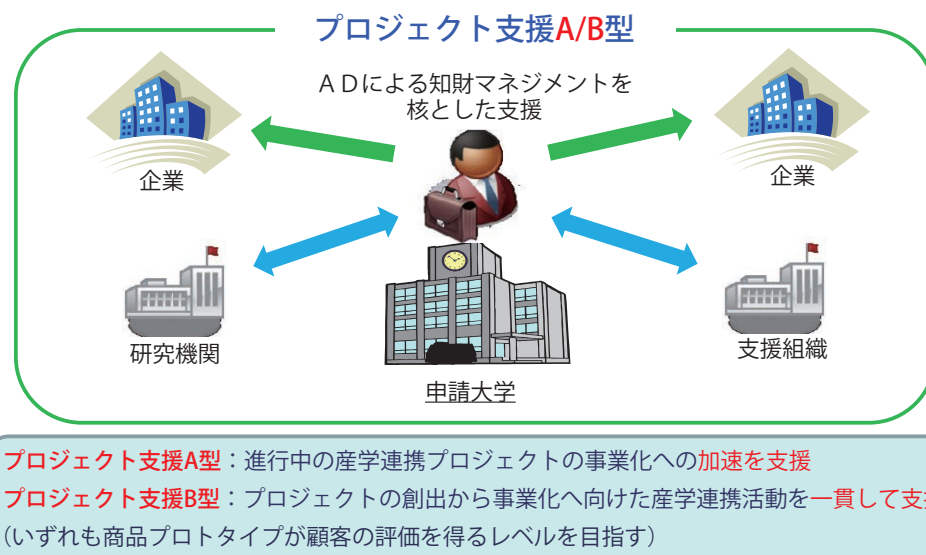 プロジェクト支援A/B型
ADによる知財マネジメントを
核とした支援
企業
企業
研究機関
支援組織
申請大学
プロジェクト支援A型：進行中の産学連携プロジェクトの事業化への加速を支援
プロジェクト支援B型：プロジェクトの創出から事業化へ向けた産学連携活動を一貫して支
(いずれも商品プロトタイプが顧客の評価を得るレベルを目指す)